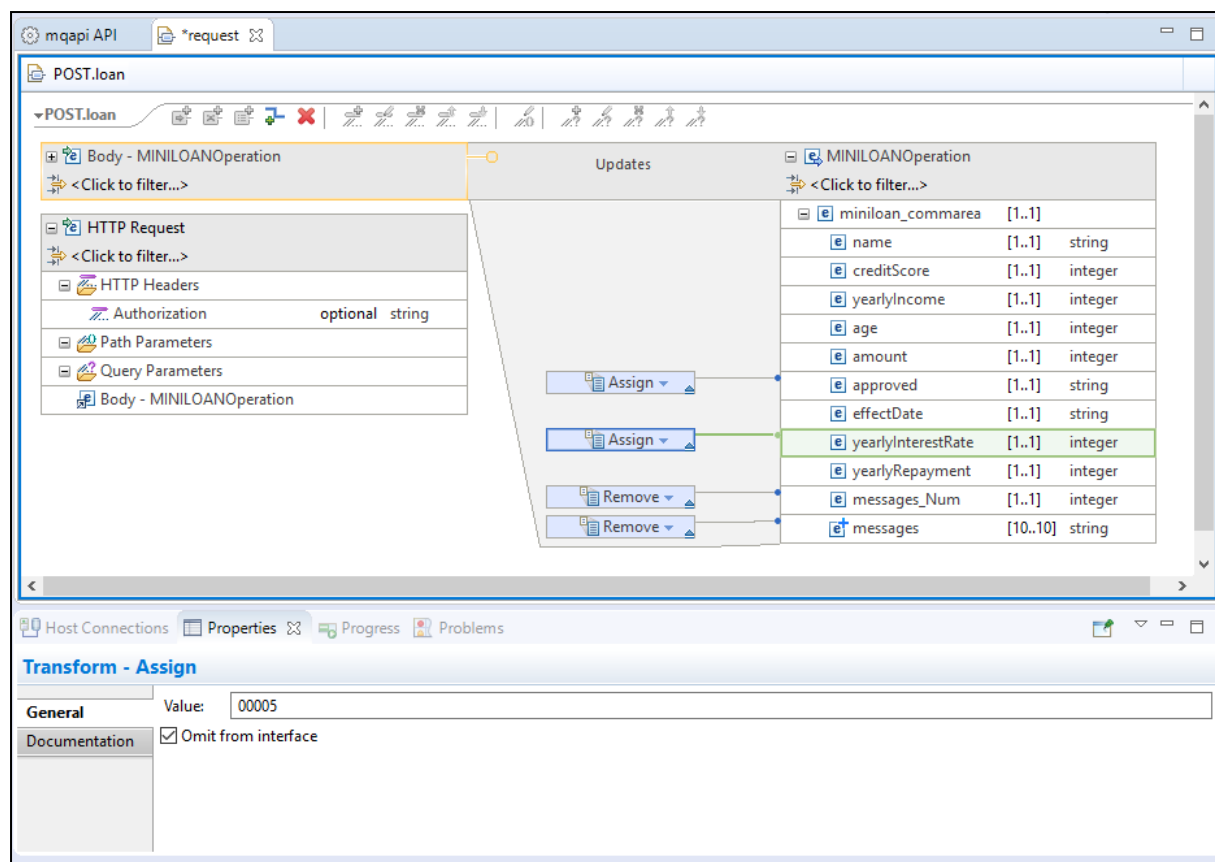 mqapi API *request
POST.loan
POST.loan
Body - MINILOANOperation
<Click to filter...>
HTTP Request
<Click to filter...>
HTTP Headers
Authorization optional string
Path Parameters
Query Parameters
Body - MINILOANOperation
Updates
Assign
Assign
Remove
Remove
MINILOANOperation
<Click to filter...>
miniloan_commarea [1..1]
name [1..1] string
creditScore [1..1] integer
yearlyIncome [1..1] integer
age [1..1] integer
amount [1..1] integer
approved [1..1] string
effectDate [1..1] string
yearlyInterestRate [1..1] integer
yearlyRepayment [1..1] integer
messages_Num [1..1] integer
messages [10..10] string
Host Connections Properties Progress Problems
Transform - Assign
General
Documentation
Value: 00005
Omit from interface